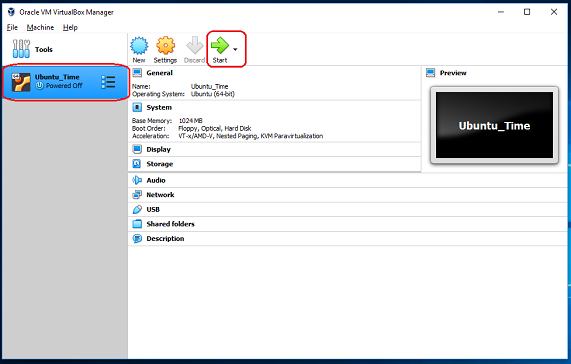 Oracle VM VirtualBox Manager
File Machine Help
Tools
New Settings Discard Start
64
Ubuntu_Time
Powered Off
General
Name: Ubuntu_Time
Operating System: Ubuntu (64-bit)
System
Base Memory: 1024 MB
Boot Order: Floppy, Optical, Hard Disk
Acceleration: VT-x/AMD-V, Nested Paging, KVM Paravirtualization
Display
Storage
Audio
Network
USB
Shared folders
Description
Preview
Ubuntu_Time